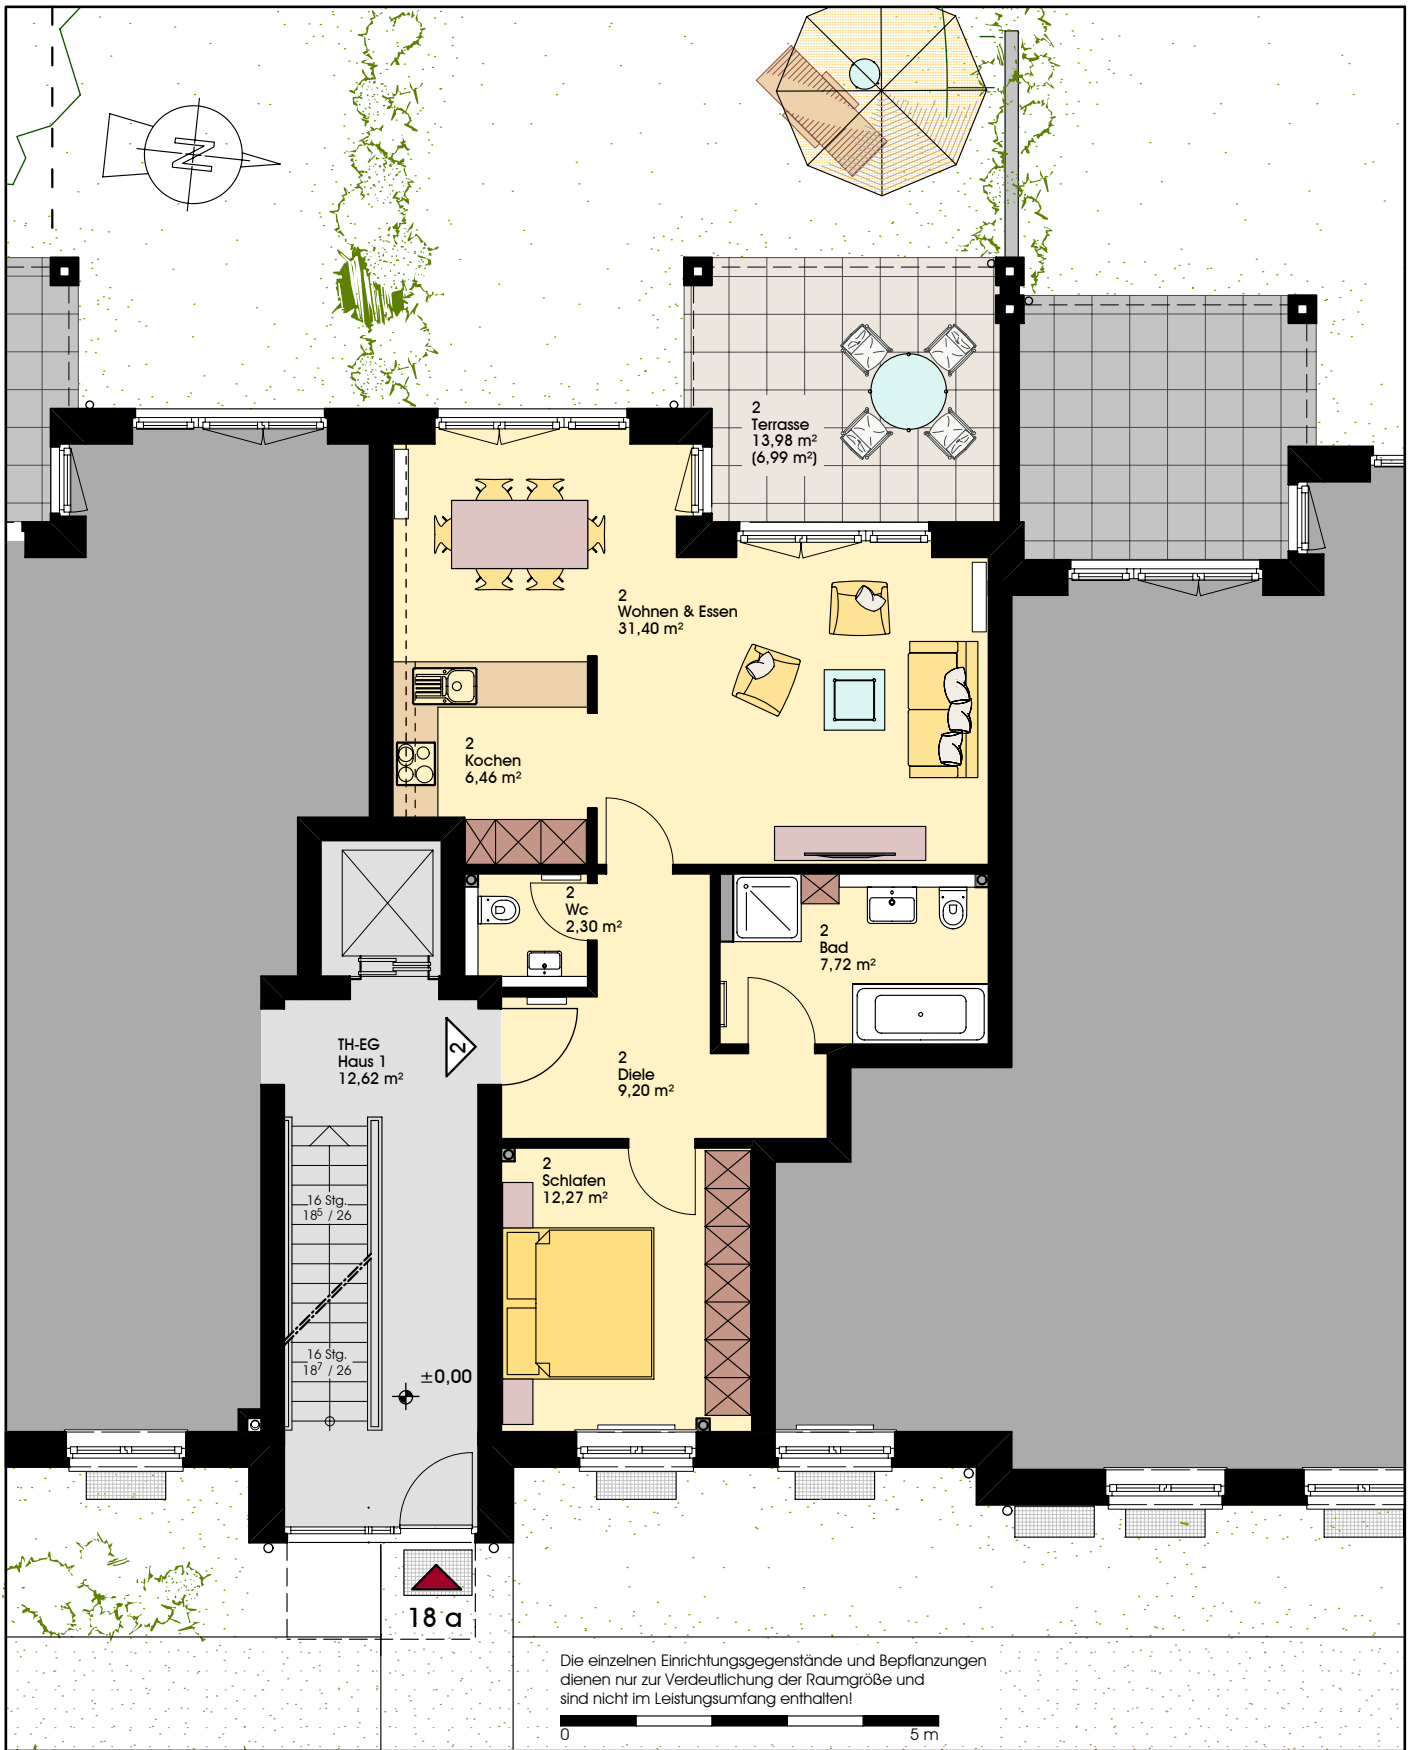 N
2
Terrasse
13,98 m²
(6,99 m²)
2
Wohnen & Essen
31,40 m²
2
Kochen
6,46 m²
2
Wc
2,30 m²
2
Bad
7,72 m²
TH-EG
Haus 1
12,62 m²
2
2
Diele
9,20 m²
2
Schlafen
12,27 m²
16 Stg.
18⁵ / 26
16 Stg.
18⁷ / 26
±0,00
18 a
Die einzelnen Einrichtungsgegenstände und Bepflanzungen
dienen nur zur Verdeutlichung der Raumgröße und
sind nicht im Leistungsumfang enthalten!
0 5 m